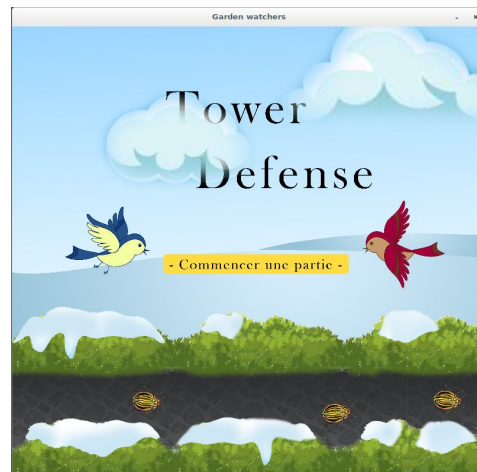 Garden watchers
Tower
Defense
- Commencer une partie -